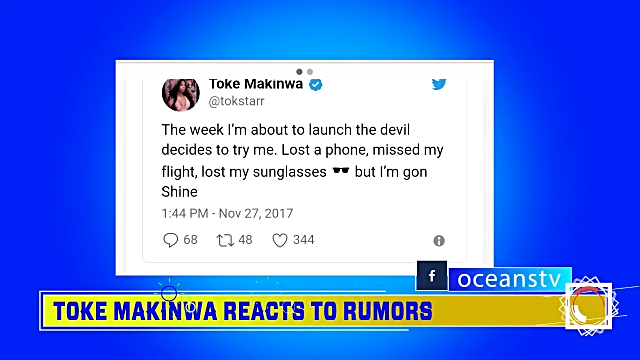 Toke Makinwa
@tokstarr
The week I'm about to launch the devil
decides to try me. Lost a phone, missed my
flight, lost my sunglasses 🕶 but I'm gon
Shine
1:44 PM - Nov 27, 2017
68 48 344
f oceanstv
TOKE MAKINWA REACTS TO RUMORS